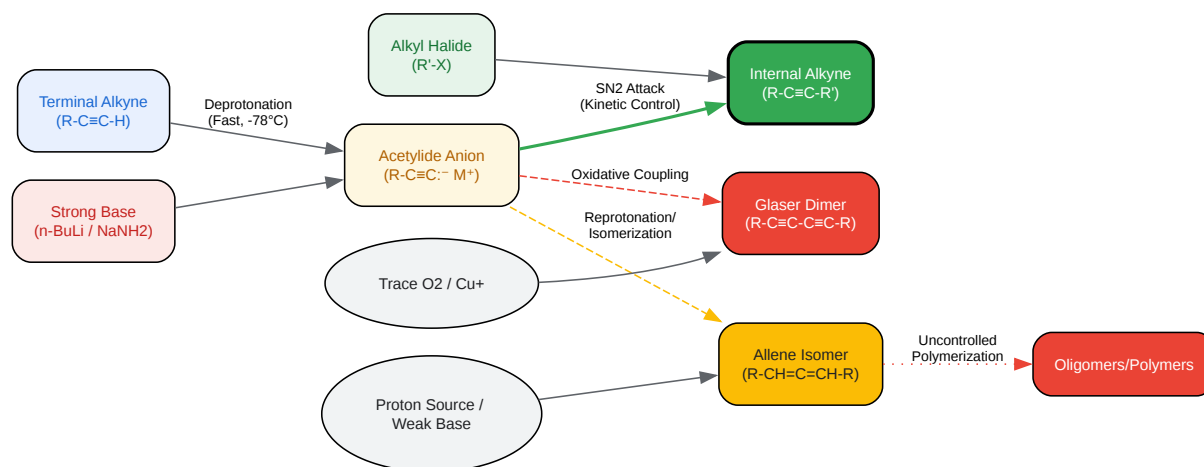 Alkyl Halide
(R'-X)
Internal Alkyne
(R-C≡C-R')
SN2 Attack
(Kinetic Control)
Terminal Alkyne
(R-C≡C-H)
Deprotonation
(Fast, -78°C)
Acetylide Anion
(R-C≡C:⁻ M⁺)
Oxidative Coupling
Strong Base
(n-BuLi / NaNH2)
Glaser Dimer
(R-C≡C-C≡C-R)
Reprotonation/
Isomerization
Trace O2 / Cu+
Allene Isomer
(R-CH=C=CH-R)
Uncontrolled
Polymerization
Oligomers/Polymers
Proton Source /
Weak Base